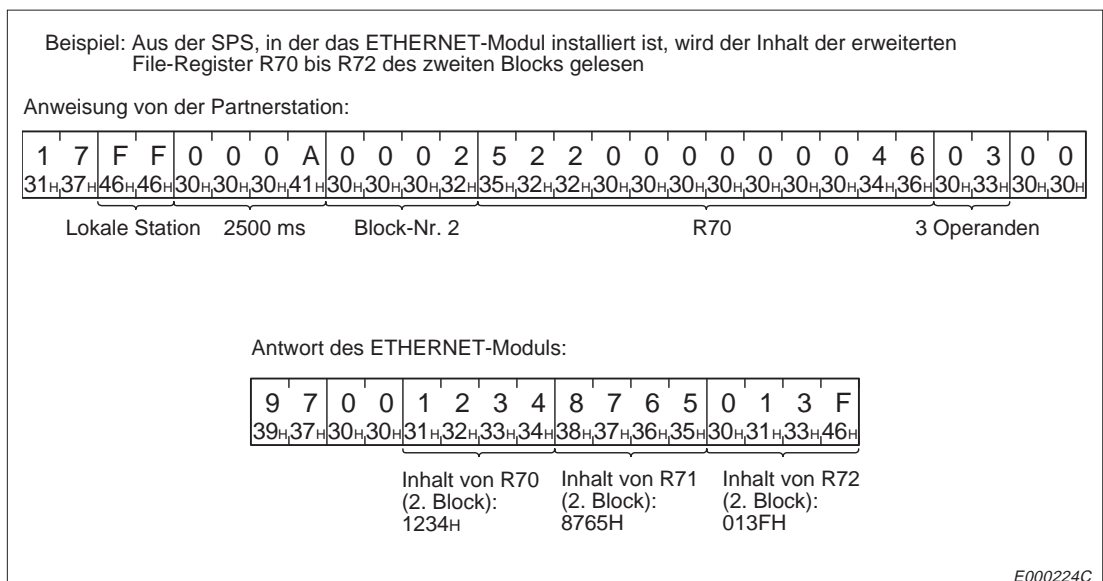 Beispiel: Aus der SPS, in der das ETHERNET-Modul installiert ist, wird der Inhalt der erweiterten
File-Register R70 bis R72 des zweiten Blocks gelesen
Anweisung von der Partnerstation:
1 7 F F 0 0 0 A 0 0 0 2 5 2 2 0 0 0 0 0 0 0 4 6 0 3 0 0
31H 37H 46H 46H 30H 30H 30H 41H 30H 30H 30H 32H 35H 32H 32H 30H 30H 30H 30H 30H 30H 30H 34H 36H 30H 33H 30H 30H
Lokale Station 2500 ms Block-Nr. 2 R70 3 Operanden
Antwort des ETHERNET-Moduls:
9 7 0 0 1 2 3 4 8 7 6 5 0 1 3 F
39H 37H 30H 30H 31H 32H 33H 34H 38H 37H 36H 35H 30H 31H 33H 46H
Inhalt von R70 Inhalt von R71 Inhalt von R72
(2. Block): (2. Block): (2. Block):
1234H 8765H 013FH
E000224C